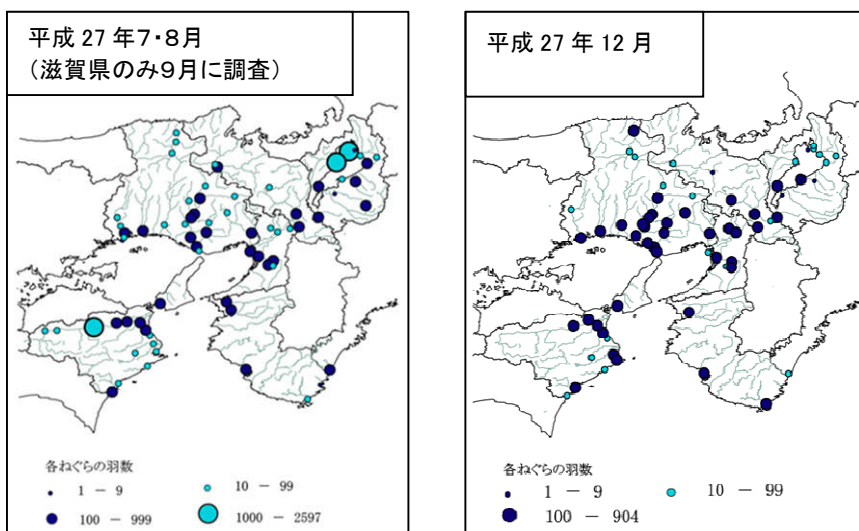 平成 27 年７・８月
（滋賀県のみ９月に調査）
各ねぐらの羽数
1 － 9
10 － 99
100 － 999
1000 － 2597
平成 27 年 12 月
各ねぐらの羽数
1 － 9
10 － 99
100 － 904